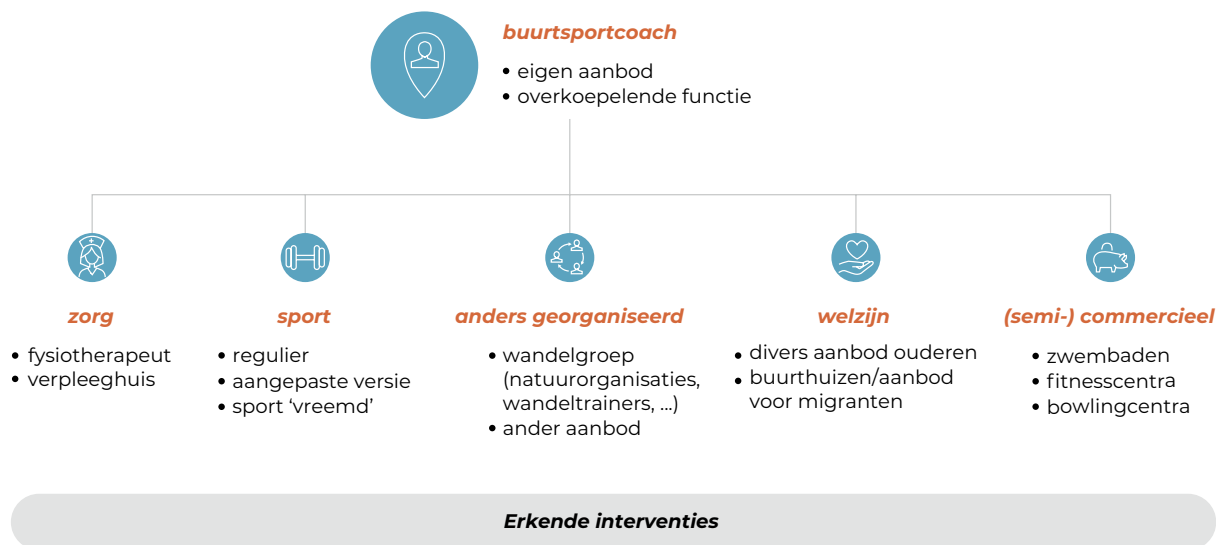 buurtsportcoach
• eigen aanbod
• overkoepelende functie
zorg
• fysiotherapeut
• verpleeghuis
sport
• regulier
• aangepaste versie
• sport ‘vreemd’
anders georganiseerd
• wandelgroep
(natuurorganisaties,
wandeltrainers, ...)
• ander aanbod
welzijn
• divers aanbod ouderen
• buurthuizen/aanbod
voor migranten
(semi-) commercieel
• zwembaden
• fitnesscentra
• bowlingcentra
Erkende interventies